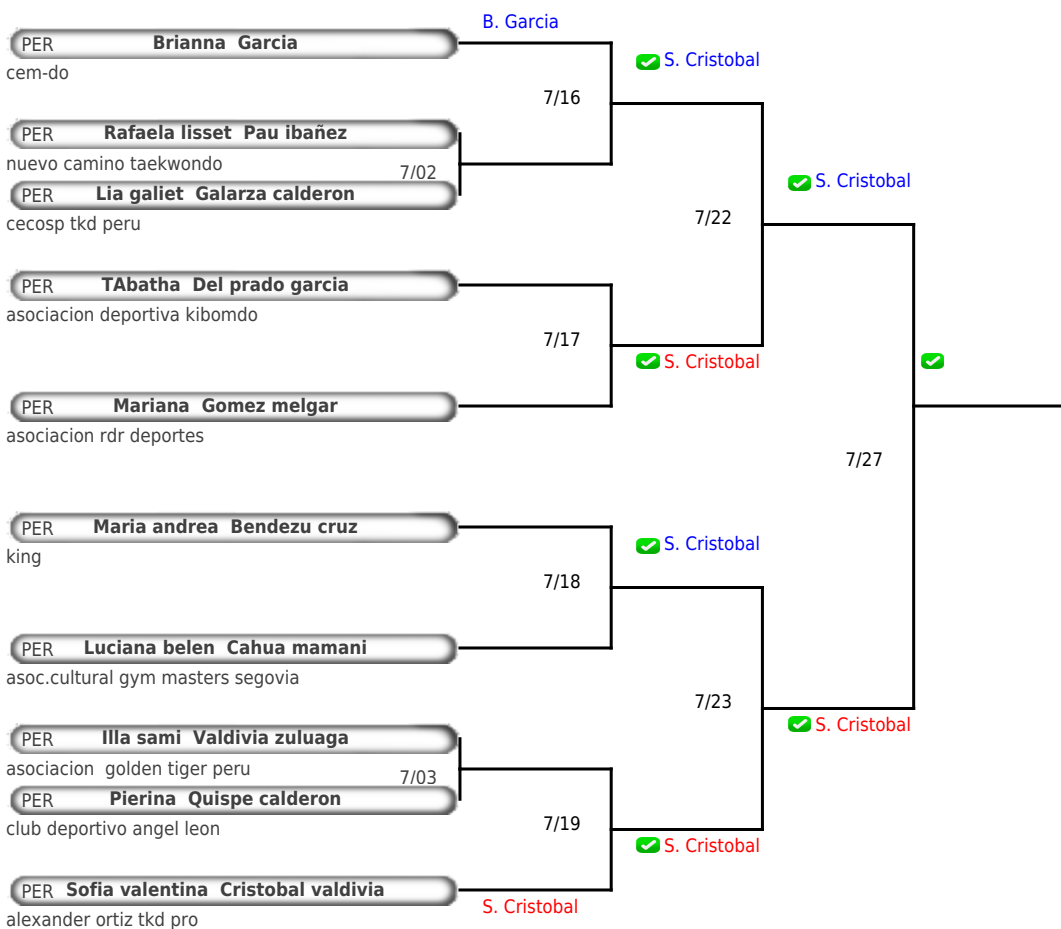 B. Garcia
PER Brianna Garcia
cem-do
S. Cristobal
7/16
PER Rafaela lisset Pau ibañez
nuevo camino taekwondo
7/02
PER Lia galiet Galarza calderon
cecosp tkd peru
S. Cristobal
7/22
PER TAbatha Del prado garcia
asociacion deportiva kibomdo
7/17
S. Cristobal
PER Mariana Gomez melgar
asociacion rdr deportes
7/27
PER Maria andrea Bendezu cruz
king
S. Cristobal
7/18
PER Luciana belen Cahua mamani
asoc.cultural gym masters segovia
7/23
S. Cristobal
PER Illa sami Valdivia zuluaga
asociacion golden tiger peru
7/03
PER Pierina Quispe calderon
club deportivo angel leon
7/19
S. Cristobal
PER Sofia valentina Cristobal valdivia
S. Cristobal
alexander ortiz tkd pro